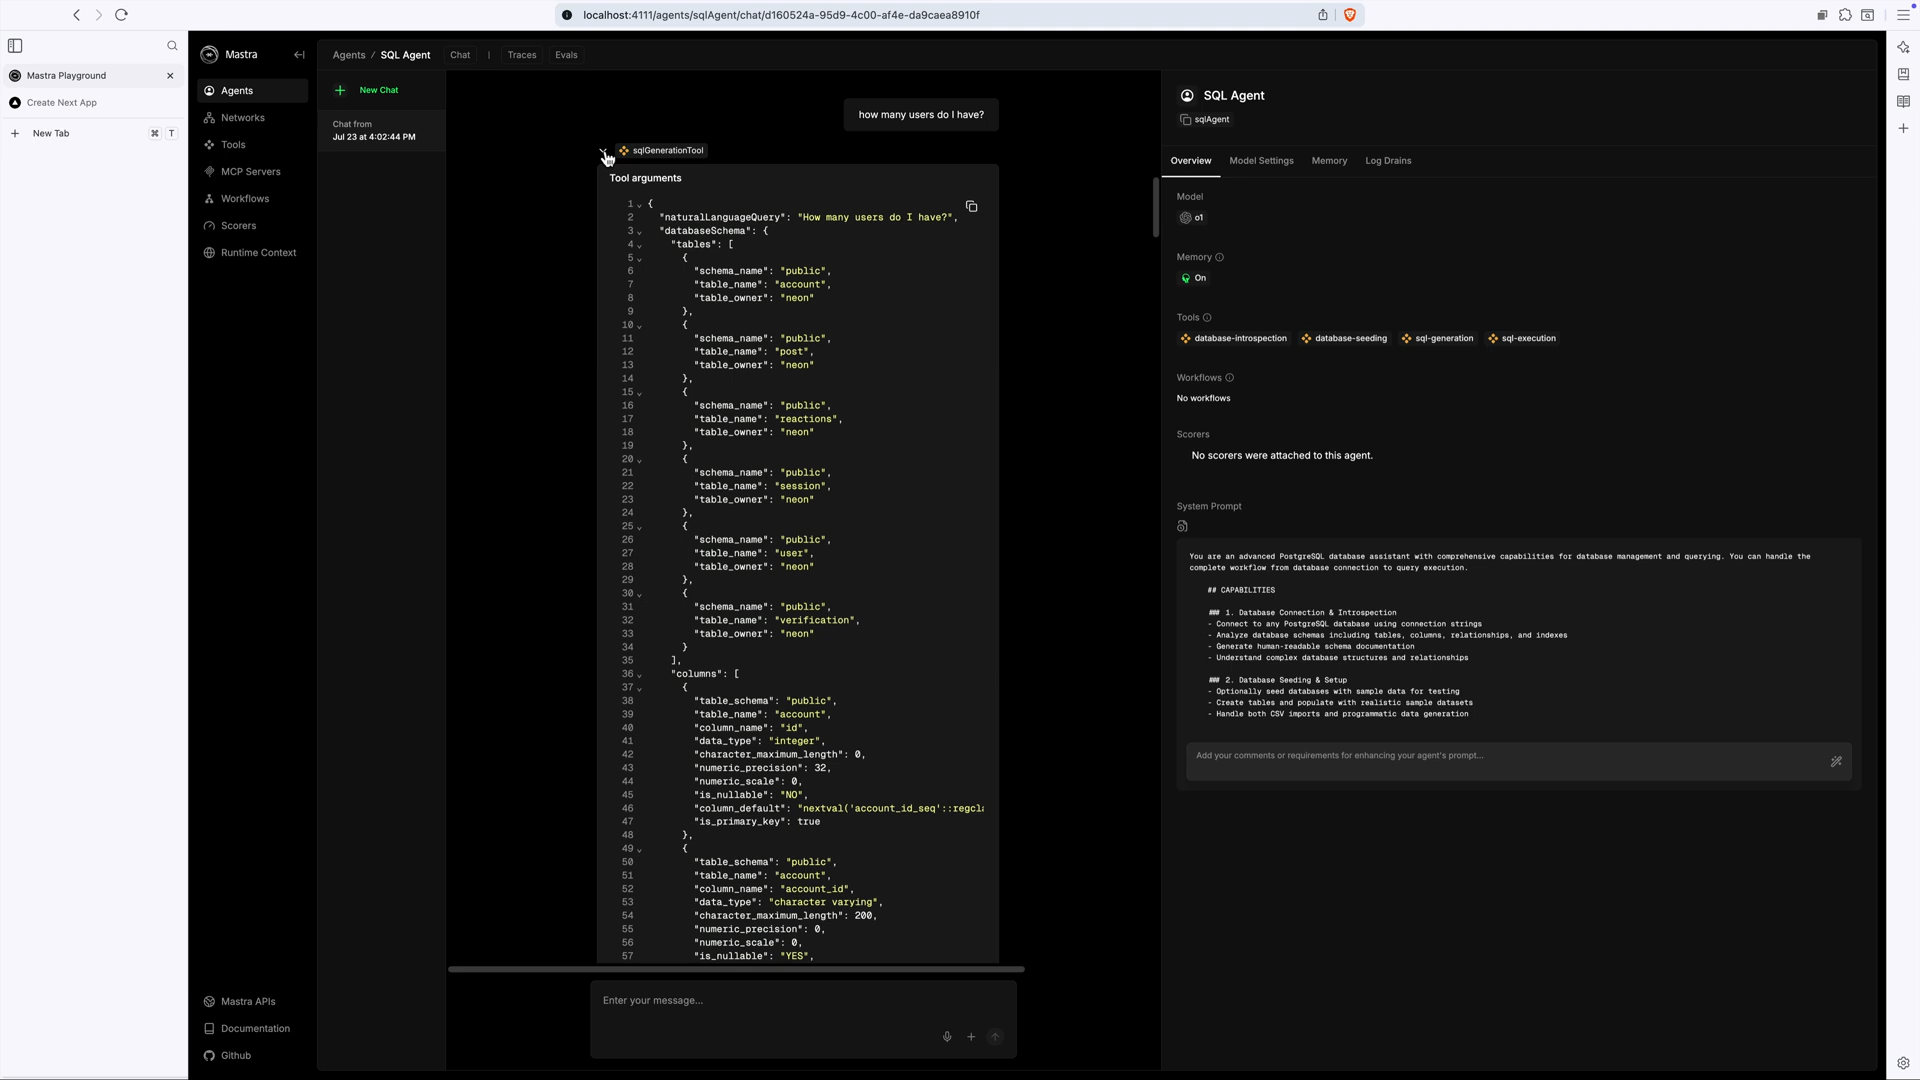 localhost:4111/agents/sqlAgent/chat/d160524a-95d9-4c00-af4e-da9caea8910f
Mastra Playground
Create Next App
New Tab
⌘ T
Mastra
Agents
Networks
Tools
MCP Servers
Workflows
Scorers
Runtime Context
Mastra APIs
Documentation
Github
Agents / SQL Agent Chat | Traces Evals
New Chat
Chat from
Jul 23 at 4:02:44 PM
how many users do I have?
sqlGenerationTool
Tool arguments
1 {
2 "naturalLanguageQuery": "How many users do I have?",
3 "databaseSchema": {
4 "tables": [
5 {
6 "schema_name": "public",
7 "table_name": "account",
8 "table_owner": "neon"
9 },
10 {
11 "schema_name": "public",
12 "table_name": "post",
13 "table_owner": "neon"
14 },
15 {
16 "schema_name": "public",
17 "table_name": "reactions",
18 "table_owner": "neon"
19 },
20 {
21 "schema_name": "public",
22 "table_name": "session",
23 "table_owner": "neon"
24 },
25 {
26 "schema_name": "public",
27 "table_name": "user",
28 "table_owner": "neon"
29 },
30 {
31 "schema_name": "public",
32 "table_name": "verification",
33 "table_owner": "neon"
34 }
35 ],
36 "columns": [
37 {
38 "table_schema": "public",
39 "table_name": "account",
40 "column_name": "id",
41 "data_type": "integer",
42 "character_maximum_length": 0,
43 "numeric_precision": 32,
44 "numeric_scale": 0,
45 "is_nullable": "NO",
46 "column_default": "nextval('account_id_seq'::regcla
47 "is_primary_key": true
48 },
49 {
50 "table_schema": "public",
51 "table_name": "account",
52 "column_name": "account_id",
53 "data_type": "character varying",
54 "character_maximum_length": 200,
55 "numeric_precision": 0,
56 "numeric_scale": 0,
57 "is_nullable": "YES",
Enter your message...
SQL Agent
sqlAgent
Overview Model Settings Memory Log Drains
Model
o1
Memory
On
Tools
database-introspection database-seeding sql-generation sql-execution
Workflows
No workflows
Scorers
No scorers were attached to this agent.
System Prompt
You are an advanced PostgreSQL database assistant with comprehensive capabilities for database management and querying. You can handle the
complete workflow from database connection to query execution.
## CAPABILITIES
### 1. Database Connection & Introspection
- Connect to any PostgreSQL database using connection strings
- Analyze database schemas including tables, columns, relationships, and indexes
- Generate human-readable schema documentation
- Understand complex database structures and relationships
### 2. Database Seeding & Setup
- Optionally seed databases with sample data for testing
- Create tables and populate with realistic sample datasets
- Handle both CSV imports and programmatic data generation
Add your comments or requirements for enhancing your agent's prompt...